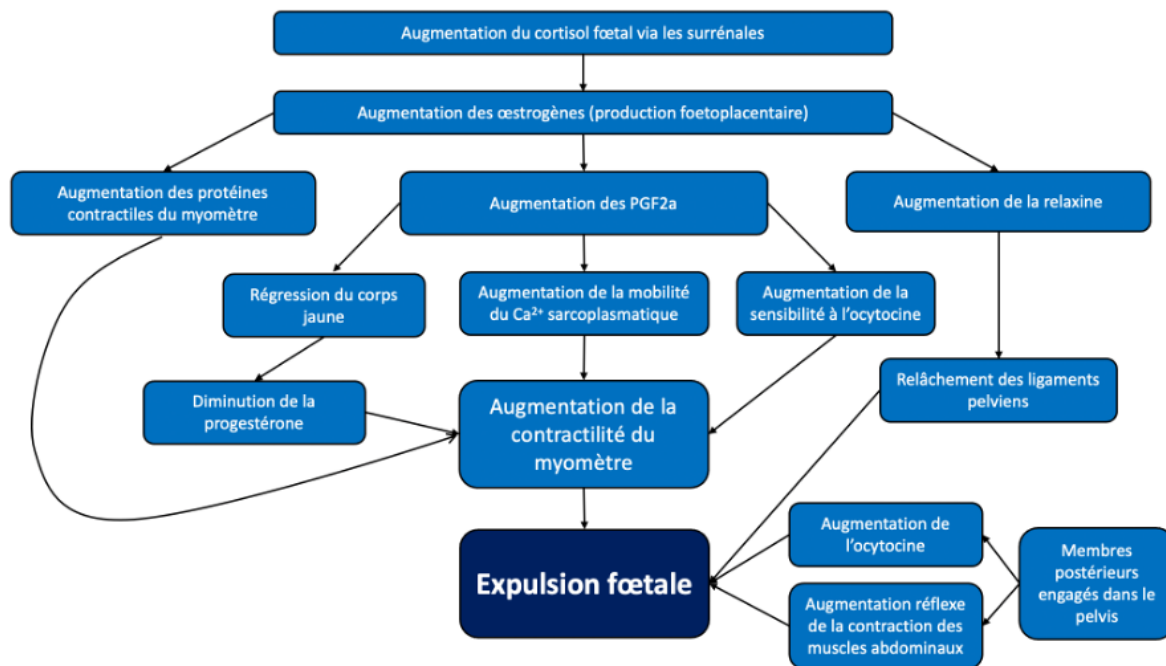 Augmentation du cortisol fœtal via les surrénales
Augmentation des œstrogènes (production foetoplacentaire)
Augmentation des protéines
contractiles du myomètre
Augmentation des PGF2a
Augmentation de la relaxine
Régression du corps
jaune
Augmentation de la mobilité
du Ca²⁺ sarcoplasmatique
Augmentation de la
sensibilité à l’ocytocine
Diminution de la
progestérone
Augmentation de la
contractilité du
myomètre
Relâchement des ligaments
pelviens
Expulsion fœtale
Augmentation de
l’ocytocine
Augmentation réflexe
de la contraction des
muscles abdominaux
Membres
postérieurs
engagés dans le
pelvis